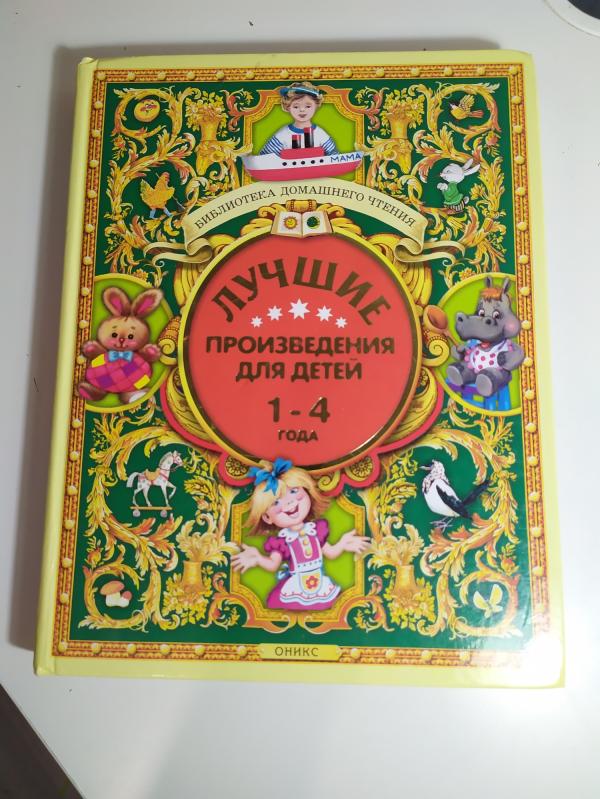 МАМА
БИБЛИОТЕКА ДОМАШНЕГО ЧТЕНИЯ
ЛУЧШИЕ
ПРОИЗВЕДЕНИЯ
ДЛЯ ДЕТЕЙ
1-4
ГОДА
ОНИКС